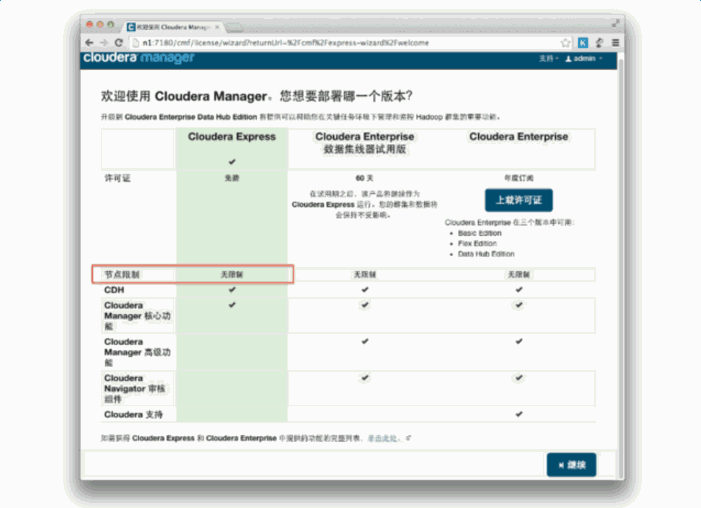 欢迎使用 Cloudera Manager
n1:7180/cmf/license/wizard?returnUrl=%2Fcmf%2Fexpress-wizard%2Fwelcome
cloudera manager
支持
admin
欢迎使用 Cloudera Manager。您想要部署哪一个版本?
升级到 Cloudera Enterprise Data Hub Edition 将提供可以帮助您在关键任务环境下管理和监控 Hadoop 群集的重要功能。
Cloudera Express
Cloudera Enterprise
数据集线器试用版
Cloudera Enterprise
✓
许可证
免费
60 天
在试用期之后，该产品将继续作为
Cloudera Express 运行。您的群集和数据将
会保持不受影响。
年度订阅
上载许可证
Cloudera Enterprise 在三个版本中可用:
• Basic Edition
• Flex Edition
• Data Hub Edition
节点限制 无限制 无限制 无限制
CDH ✓ ✓ ✓
Cloudera
Manager 核心功
能
✓ ✓ ✓
Cloudera
Manager 高级功
能
✓ ✓
Cloudera
Navigator 审核
组件
✓ ✓
Cloudera 支持 ✓
如需获得 Cloudera Express 和 Cloudera Enterprise 中提供的功能的完整列表，单击此处。
继续